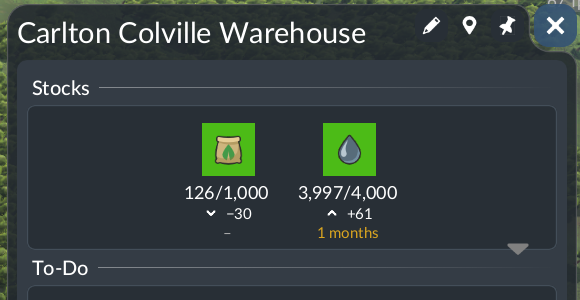 Carlton Colville Warehouse
Stocks
126/1,000 3,997/4,000
−30 +61
– 1 months
To-Do